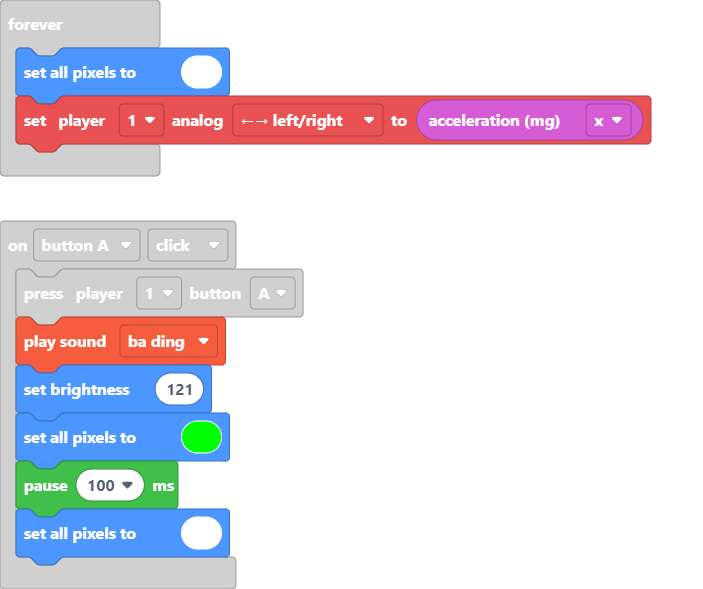 forever
set all pixels to
set player 1 analog ←→ left/right to acceleration (mg) x
on button A click
press player 1 button A
play sound ba ding
set brightness 121
set all pixels to
pause 100 ms
set all pixels to